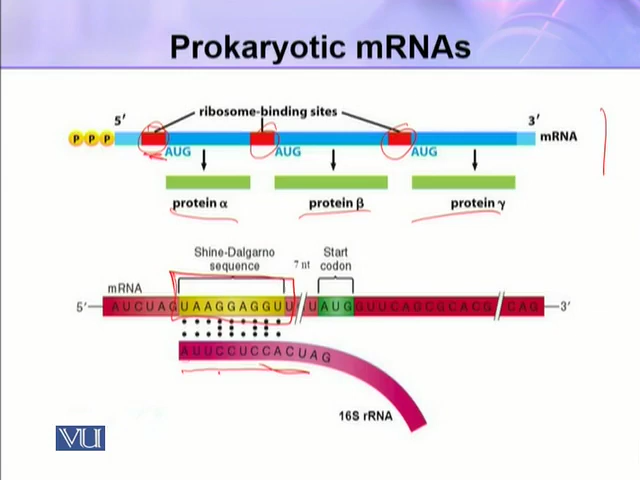 Prokaryotic mRNAs
ribosome-binding sites
5′ 3′
P P P mRNA
AUG AUG AUG
protein α protein β protein γ
Shine-Dalgarno sequence
7 nt
Start codon
mRNA
5′ AUCUAGUAAGGAGGUU UAUGGUUCAGCGCACG CAG 3′
AUUCCUCCACUAG
16S rRNA
VU